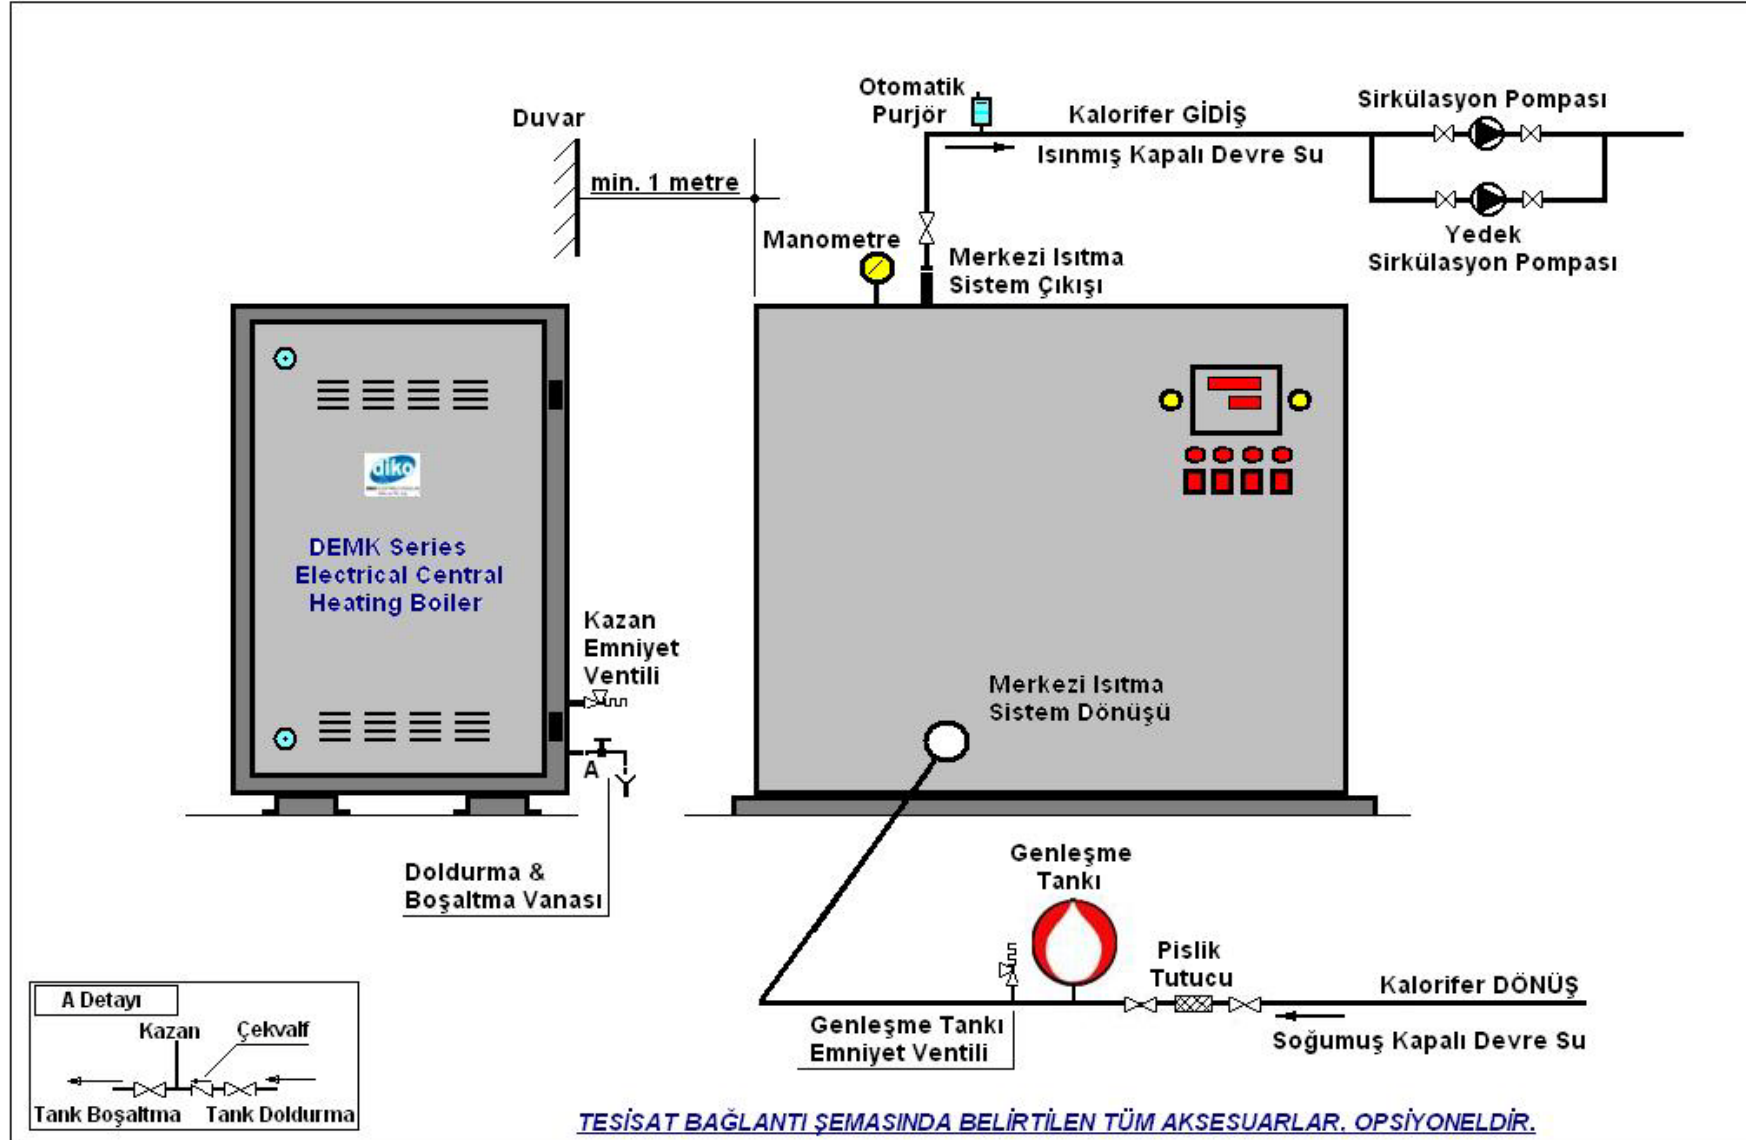 Otomatik
Purjör
Kalorifer GİDİŞ
Isınmış Kapalı Devre Su
Sirkülasyon Pompası
Yedek
Sirkülasyon Pompası
Duvar
min. 1 metre
Manometre
Merkezi Isıtma
Sistem Çıkışı
diko
DEMK Series
Electrical Central
Heating Boiler
Kazan
Emniyet
Ventili
A
Merkezi Isıtma
Sistem Dönüşü
Doldurma &
Boşaltma Vanası
Genleşme
Tankı
Pislik
Tutucu
Kalorifer DÖNÜŞ
Soğumuş Kapalı Devre Su
Genleşme Tankı
Emniyet Ventili
A Detayı
Kazan
Çekvalf
Tank Boşaltma
Tank Doldurma
TESİSAT BAĞLANTI ŞEMASINDA BELİRTİLEN TÜM AKSESUARLAR. OPSİYONELDİR.